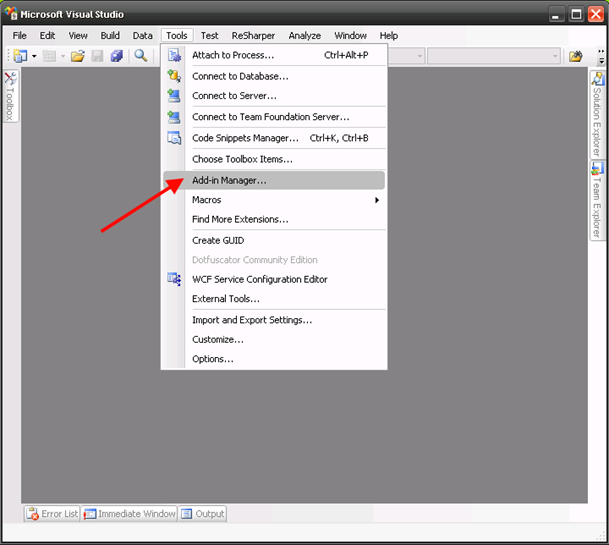 Microsoft Visual Studio
File Edit View Build Data Tools Test ReSharper Analyze Window Help
Attach to Process... Ctrl+Alt+P
Connect to Database...
Connect to Server...
Connect to Team Foundation Server...
Code Snippets Manager... Ctrl+K, Ctrl+B
Choose Toolbox Items...
Add-in Manager...
Macros
Find More Extensions...
Create GUID
Dotfuscator Community Edition
WCF Service Configuration Editor
External Tools...
Import and Export Settings...
Customize...
Options...
Toolbox
Solution Explorer
Team Explorer
Error List Immediate Window Output